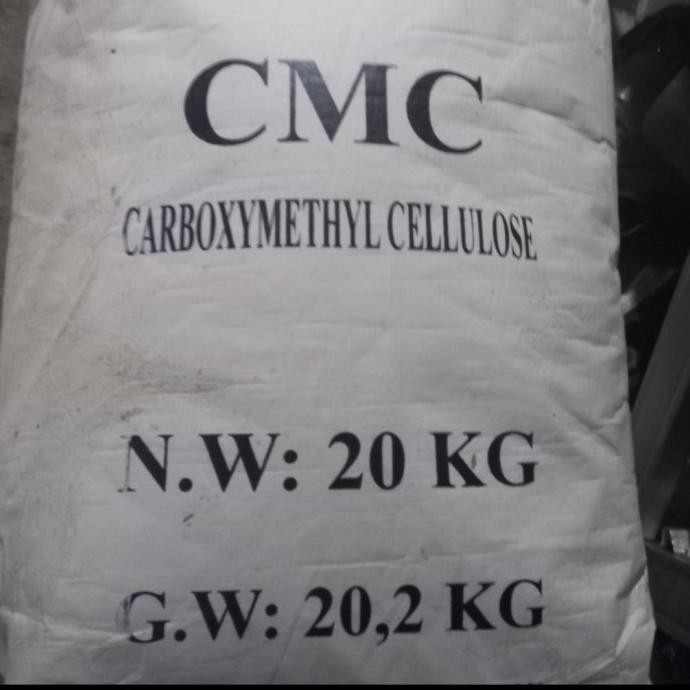 CMC
CARBOXYMETHYL CELLULOSE
N.W: 20 KG
G.W: 20,2 KG